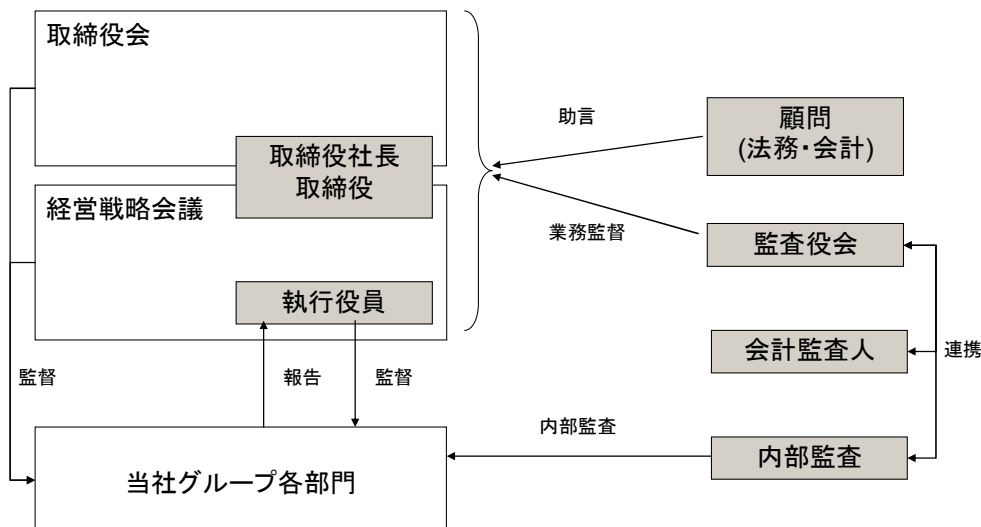 取締役会
助言
顧問
(法務・会計)
取締役社長
取締役
経営戦略会議
業務監督
監査役会
執行役員
会計監査人
連携
監督
報告
監督
内部監査
当社グループ各部門
内部監査